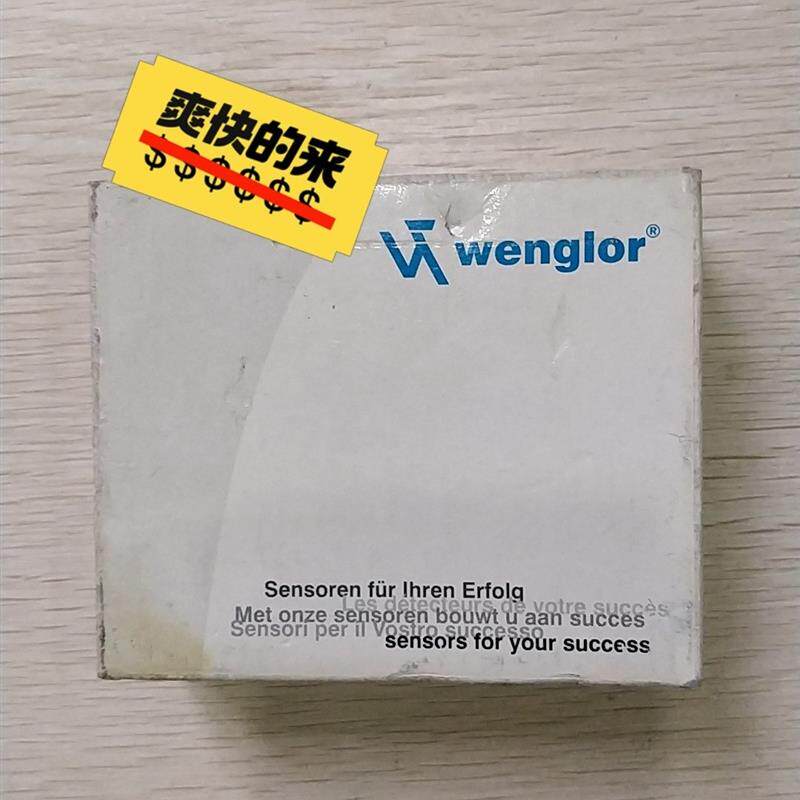 爽快的来
$$$$$$
wenglor®
Sensoren für Ihren Erfolg
Les détecteurs de votre succès
Met onze sensoren bouwt u aan succes
Sensori per il Vostro successo
sensors for your success